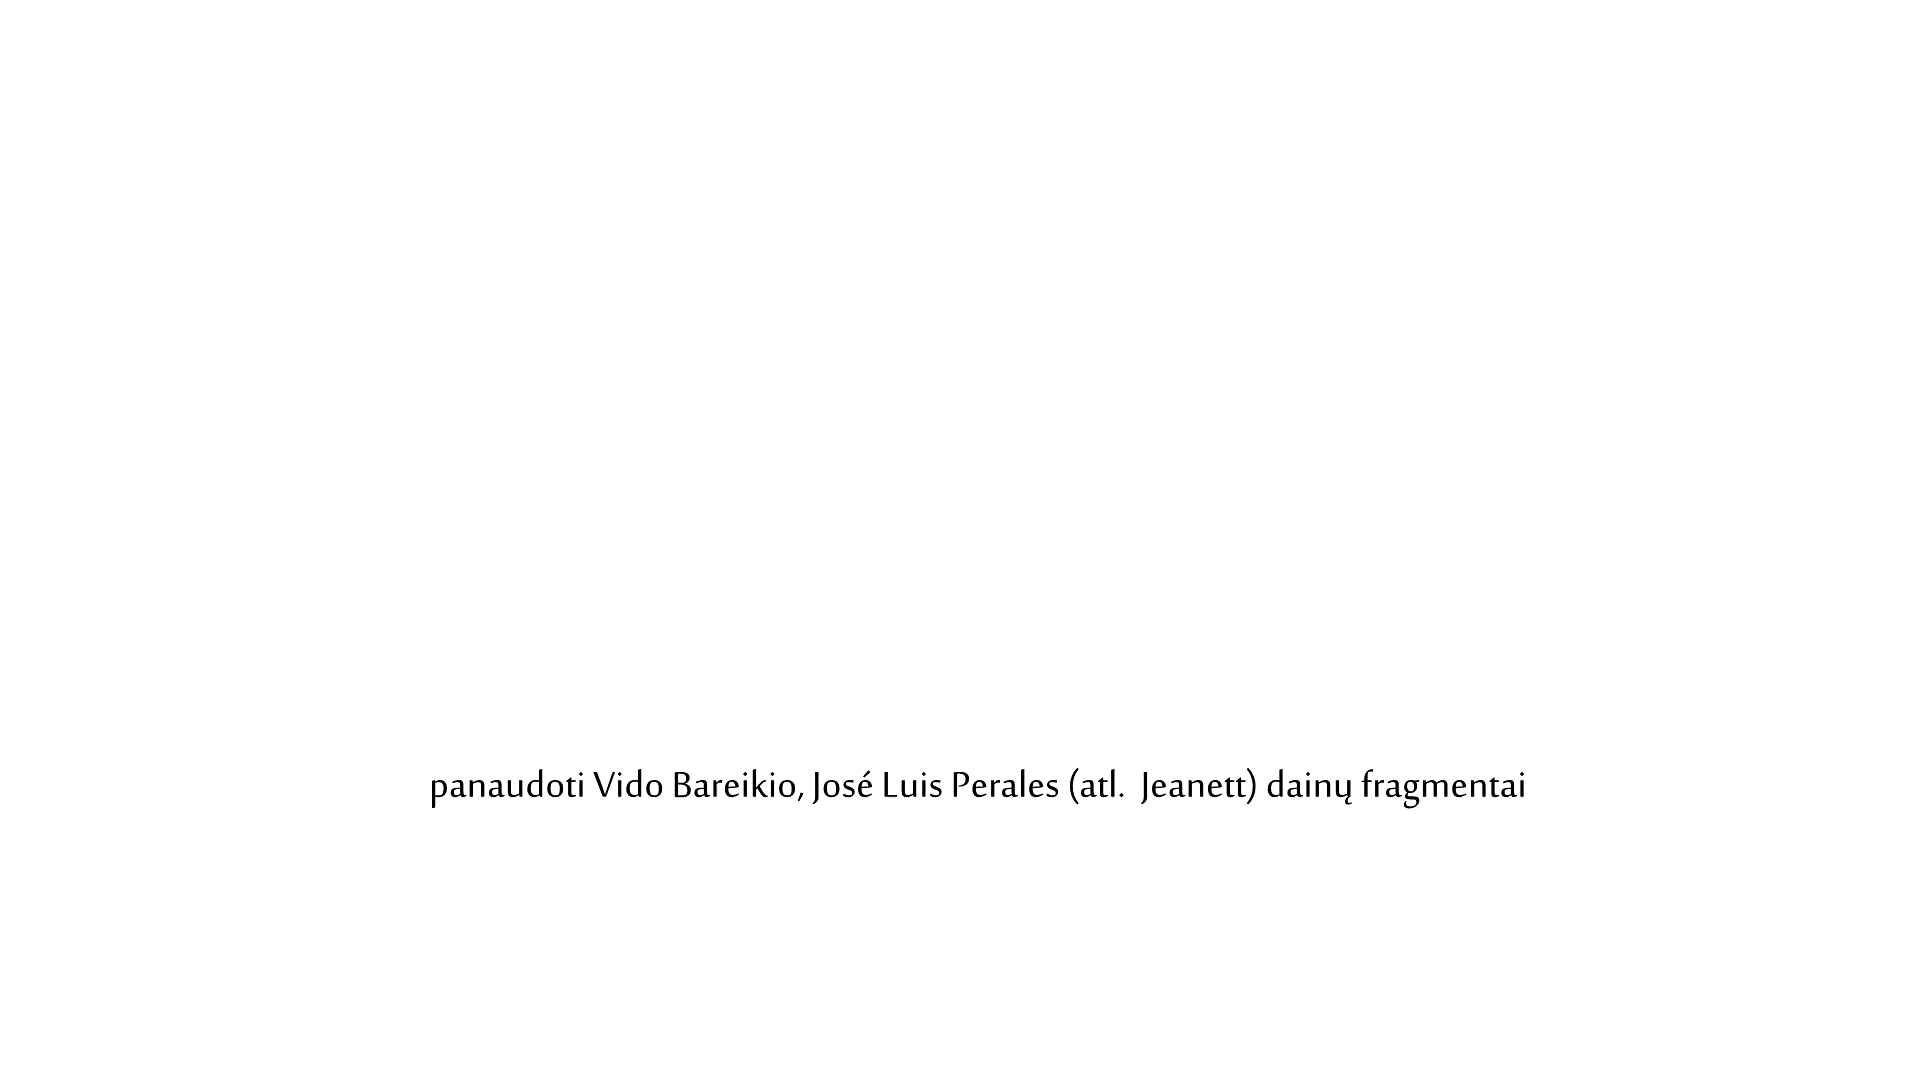 panaudoti Vido Bareikio, José Luis Perales (atl.  Jeanett) dainų fragmentai